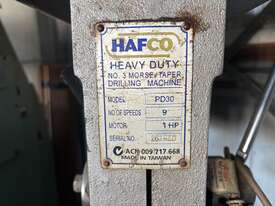 HAFCO
HEAVY DUTY
NO. 3 MORSE TAPER
DRILLING MACHINE
MODEL PD30
NO OF SPEEDS 9
MOTOR 1 HP
SERIAL NO.
ACN 009 717 668
MADE IN TAIWAN